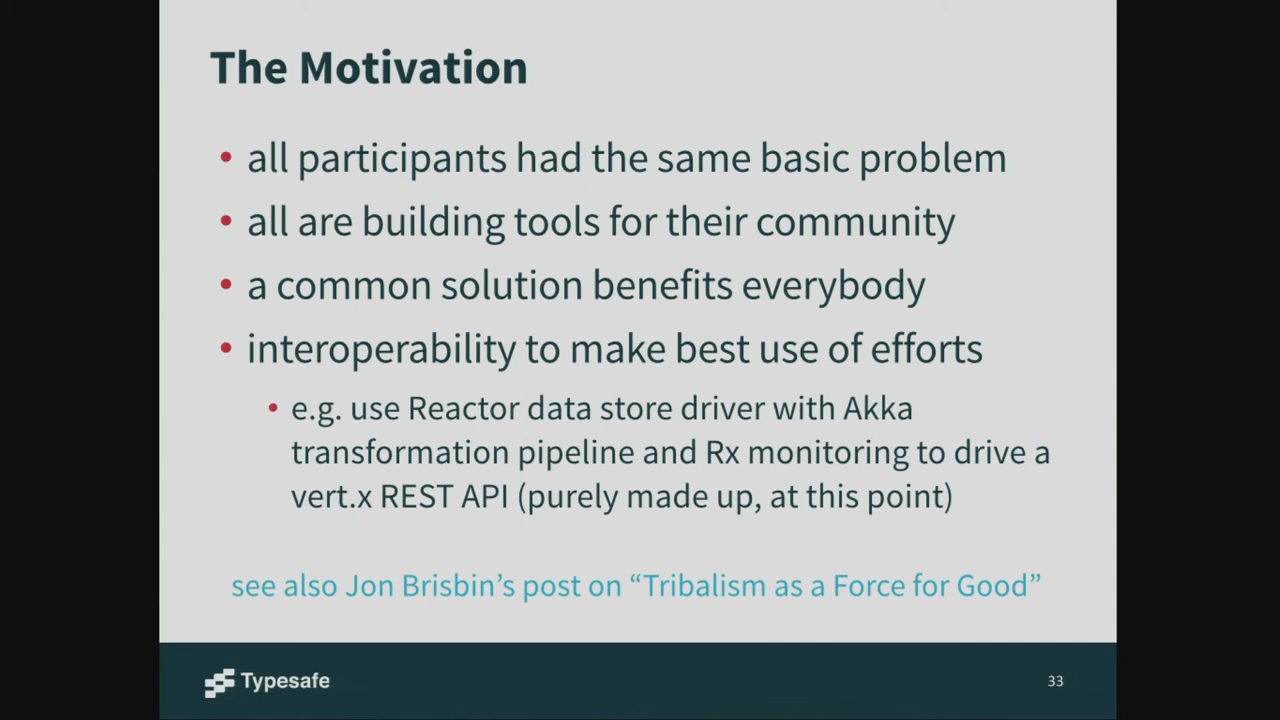 The Motivation
• all participants had the same basic problem
• all are building tools for their community
• a common solution benefits everybody
• interoperability to make best use of efforts
• e.g. use Reactor data store driver with Akka
transformation pipeline and Rx monitoring to drive a
vert.x REST API (purely made up, at this point)
see also Jon Brisbin’s post on “Tribalism as a Force for Good”
Typesafe
33